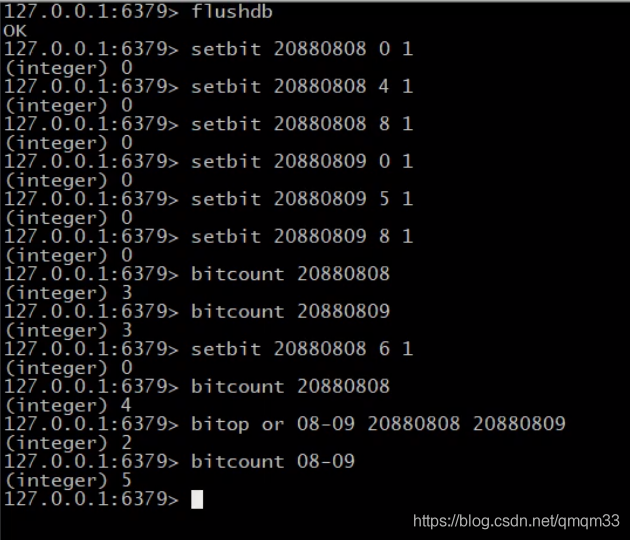 127.0.0.1:6379> flushdb
OK
127.0.0.1:6379> setbit 20880808 0 1
(integer) 0
127.0.0.1:6379> setbit 20880808 4 1
(integer) 0
127.0.0.1:6379> setbit 20880808 8 1
(integer) 0
127.0.0.1:6379> setbit 20880809 0 1
(integer) 0
127.0.0.1:6379> setbit 20880809 5 1
(integer) 0
127.0.0.1:6379> setbit 20880809 8 1
(integer) 0
127.0.0.1:6379> bitcount 20880808
(integer) 3
127.0.0.1:6379> bitcount 20880809
(integer) 3
127.0.0.1:6379> setbit 20880808 6 1
(integer) 0
127.0.0.1:6379> bitcount 20880808
(integer) 4
127.0.0.1:6379> bitop or 08-09 20880808 20880809
(integer) 2
127.0.0.1:6379> bitcount 08-09
(integer) 5
127.0.0.1:6379>
https://blog.csdn.net/qmqm33